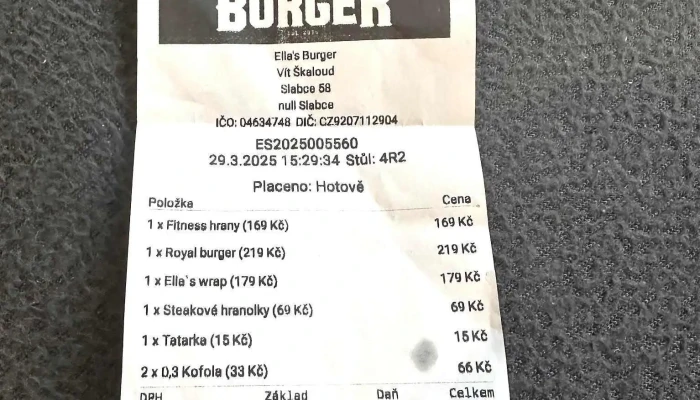 BURGER
Ella's Burger
Vít Škaloud
Slabce 58
null Slabce
IČO: 04634748 DIČ: CZ9207112904
ES2025005560
29.3.2025 15:29:34 Stůl: 4R2
Placeno: Hotově
Položka Cena
1 x Fitness hrany (169 Kč) 169 Kč
1 x Royal burger (219 Kč) 219 Kč
1 x Ella`s wrap (179 Kč) 179 Kč
1 x Steakové hranolky (69 Kč) 69 Kč
1 x Tatarka (15 Kč) 15 Kč
2 x 0,3 Kofola (33 Kč) 66 Kč
DPH Základ Daň Celkem